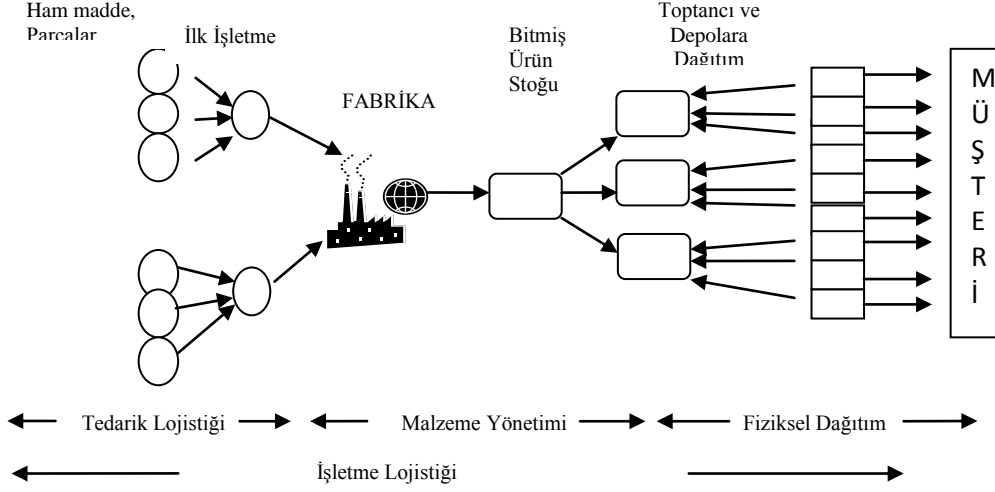 Ham madde,
Parçalar
İlk İşletme
FABRİKA
Bitmiş
Ürün
Stoğu
Toptancı ve
Depolara
Dağıtım
M
Ü
Ş
T
E
R
İ
Tedarik Lojistiği
Malzeme Yönetimi
Fiziksel Dağıtım
İşletme Lojistiği